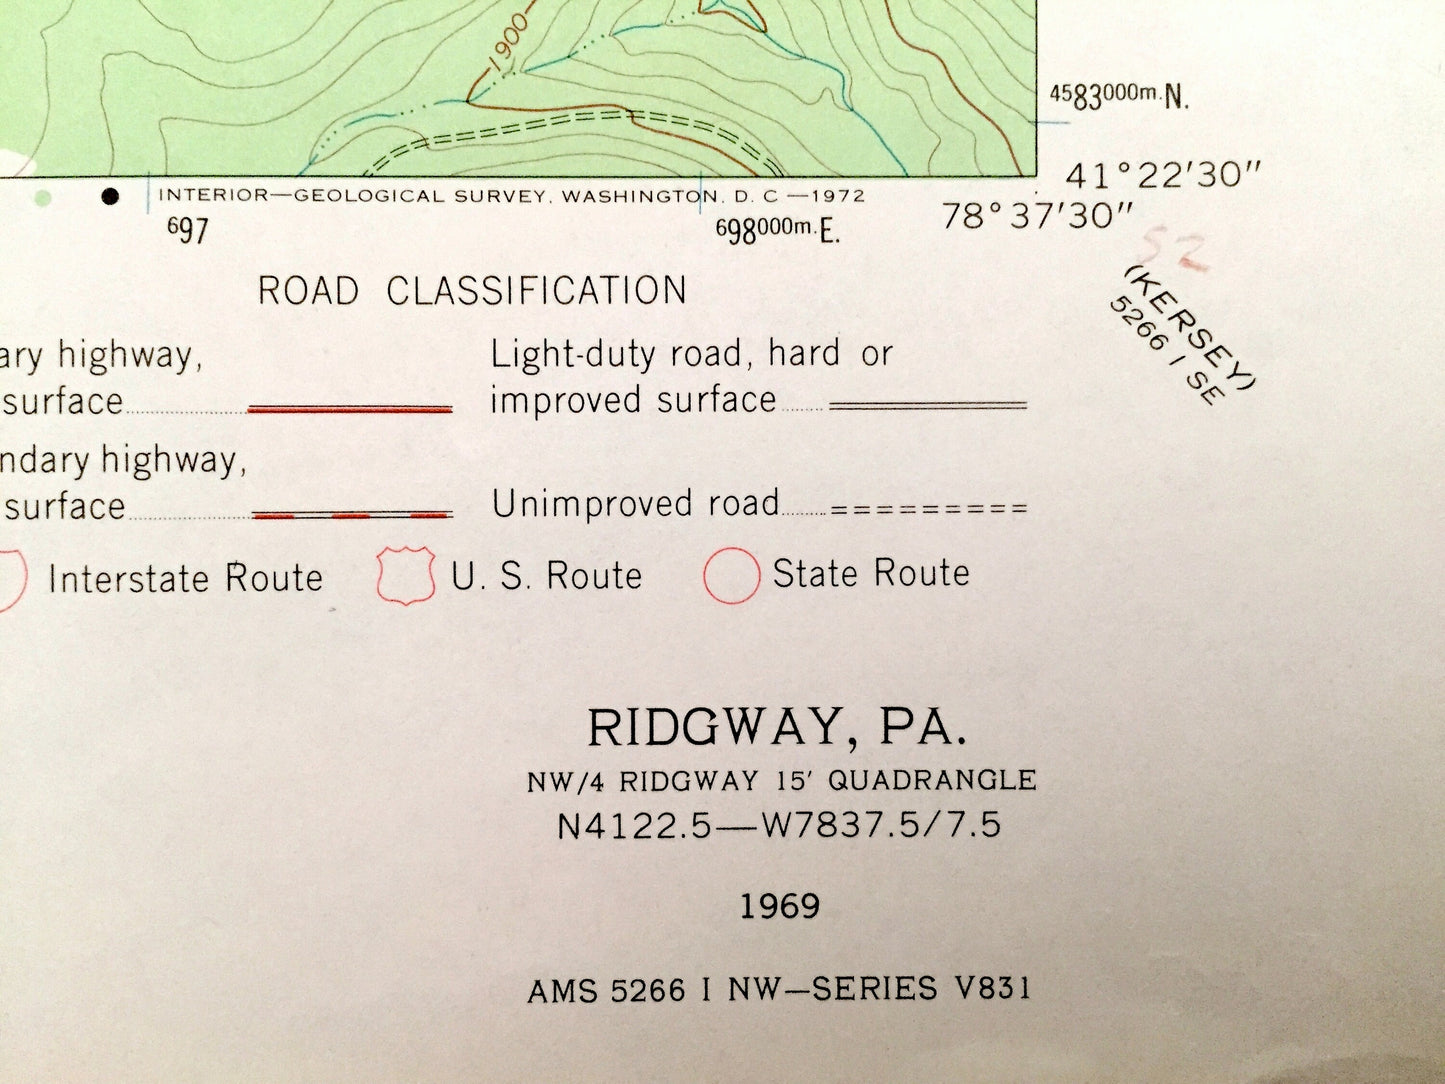 1900
4583000m.N.
41°22′30″
INTERIOR—GEOLOGICAL SURVEY, WASHINGTON, D. C.—1972
697
698000m.E.
78°37′30″
52
(KERSEY)
5266 I SE
ROAD CLASSIFICATION
ary highway,
surface
Light-duty road, hard or
improved surface
ndary highway,
surface
Unimproved road
Interstate Route
U. S. Route
State Route
RIDGWAY, PA.
NW/4 RIDGWAY 15′ QUADRANGLE
N4122.5—W7837.5/7.5
1969
AMS 5266 I NW—SERIES V831